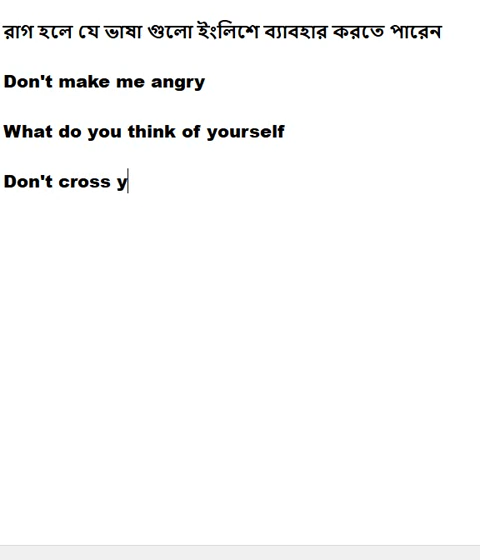 রাগ হলে যে ভাষা গুলো ইংলিশে ব্যাবহার করতে পারেন
Don't make me angry
What do you think of yourself
Don't cross y